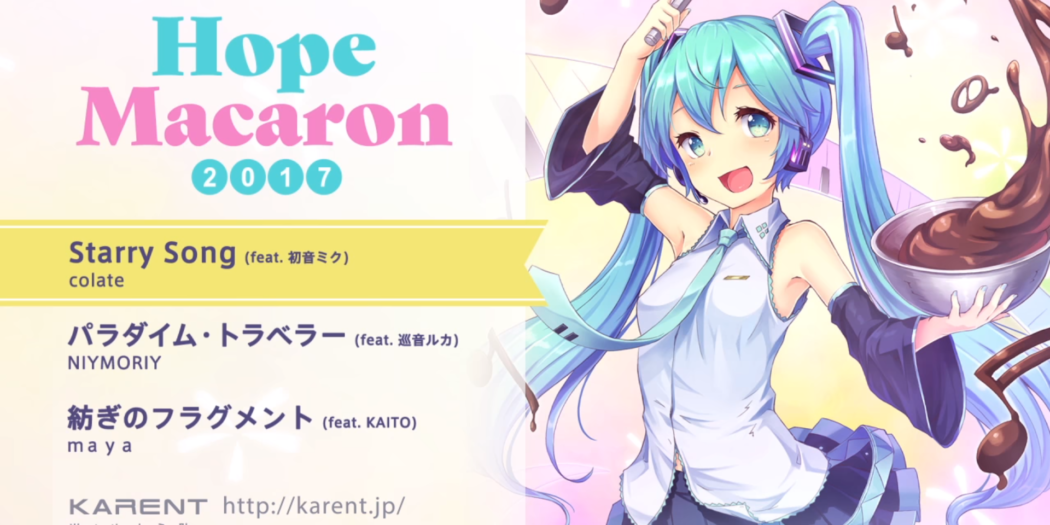 Hope
Macaron
2017
Starry Song (feat. 初音ミク)
colate
パラダイム・トラベラー (feat. 巡音ルカ)
NIYMORIY
紡ぎのフラグメント (feat. KAITO)
maya
KARENT http://karent.jp/